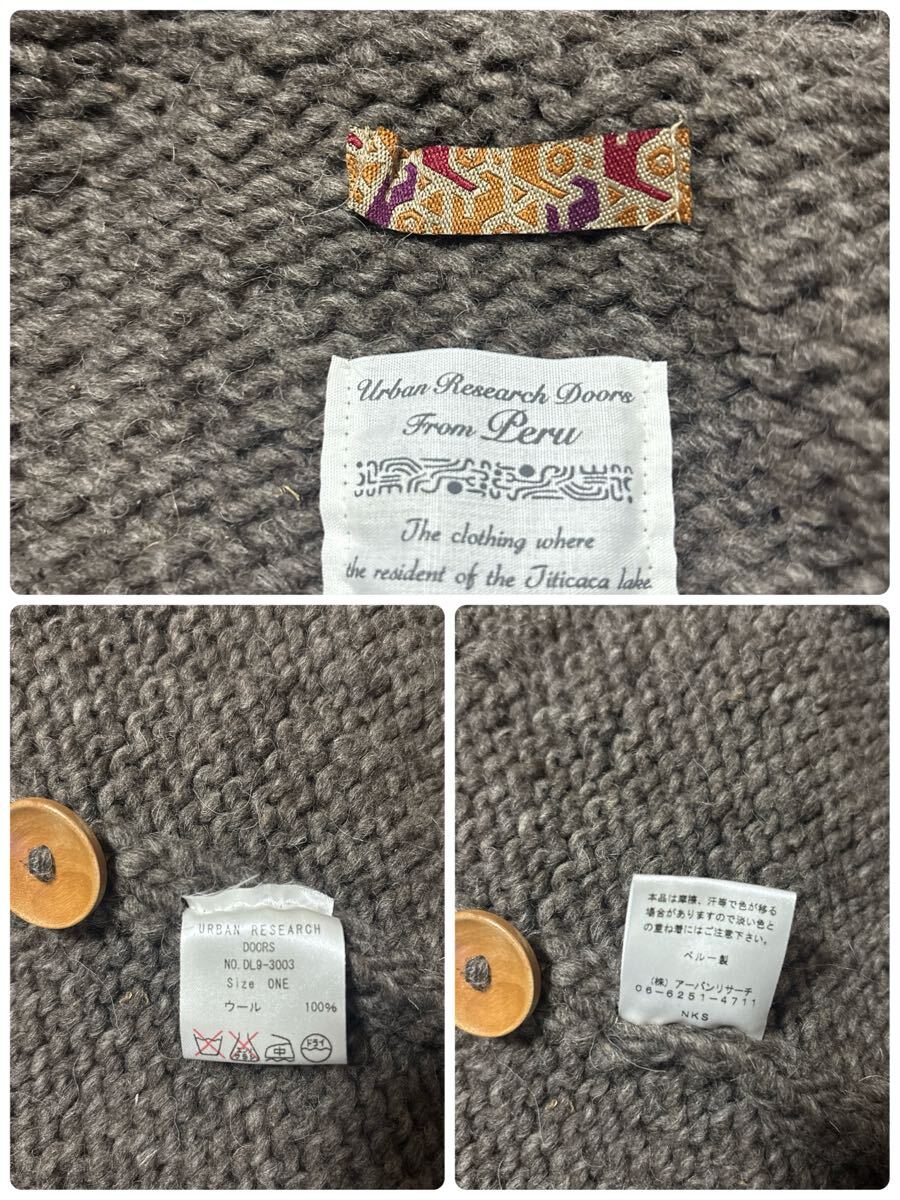 Urban Research Doors
From Peru
The clothing where
the resident of the Titicaca lake
URBAN RESEARCH
DOORS
NO.DL9-3003
Size ONE
ウール 100%
中
ドライ
本品は摩擦、汗等で色が移る
場合がありますので淡い色と
の重ね着にはご注意下さい。
ペルー製
(株) アーバンリサーチ
06-6251-4711
NKS